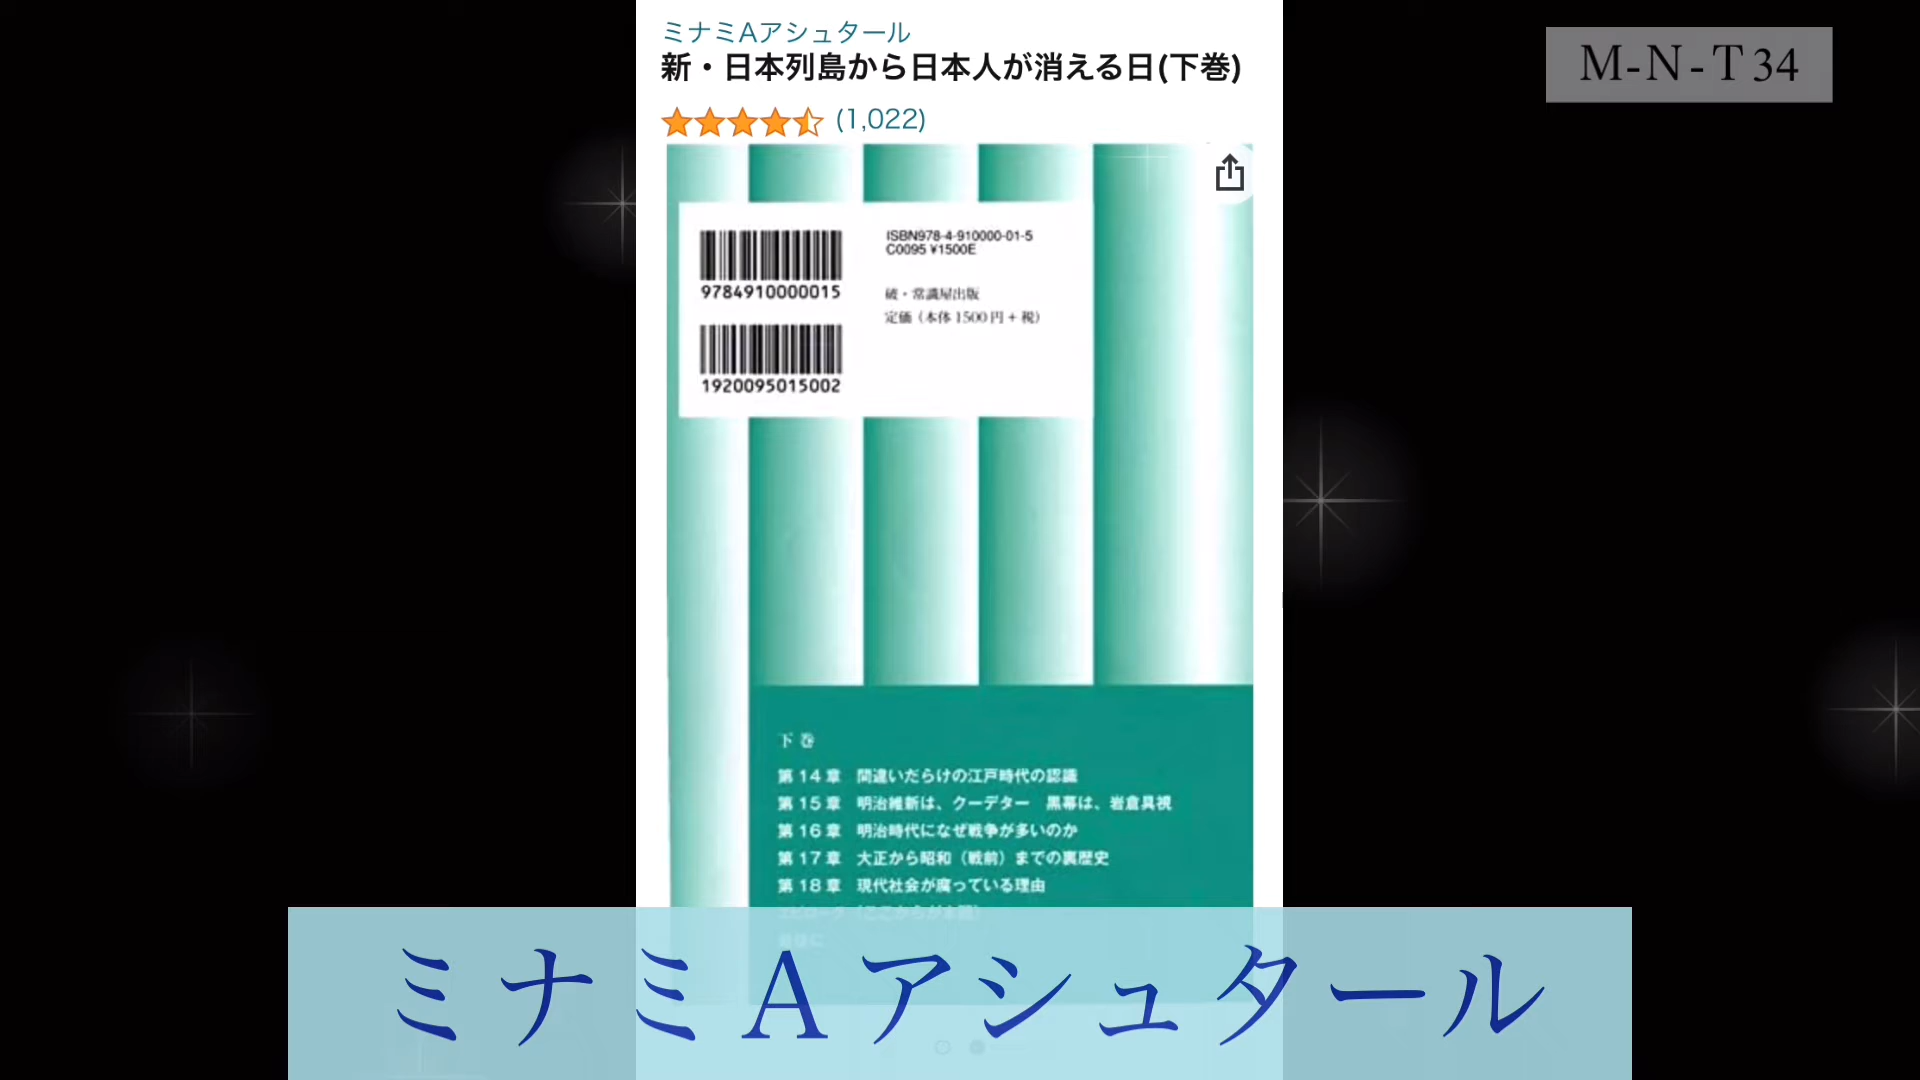 ミナミAアシュタール
新・日本列島から日本人が消える日(下巻)
(1,022)
M-N-T34
ISBN978-4-910000-01-5
C0095 ¥1500E
9784910000015
破・常識屋出版
定価（本体1500円+税）
1920095015002
下巻
第14章 間違いだらけの江戸時代の認識
第15章 明治維新は、クーデター 黒幕は、岩倉具視
第16章 明治時代になぜ戦争が多いのか
第17章 大正から昭和（戦前）までの裏歴史
第18章 現代社会が腐っている理由
ミナミAアシュタール